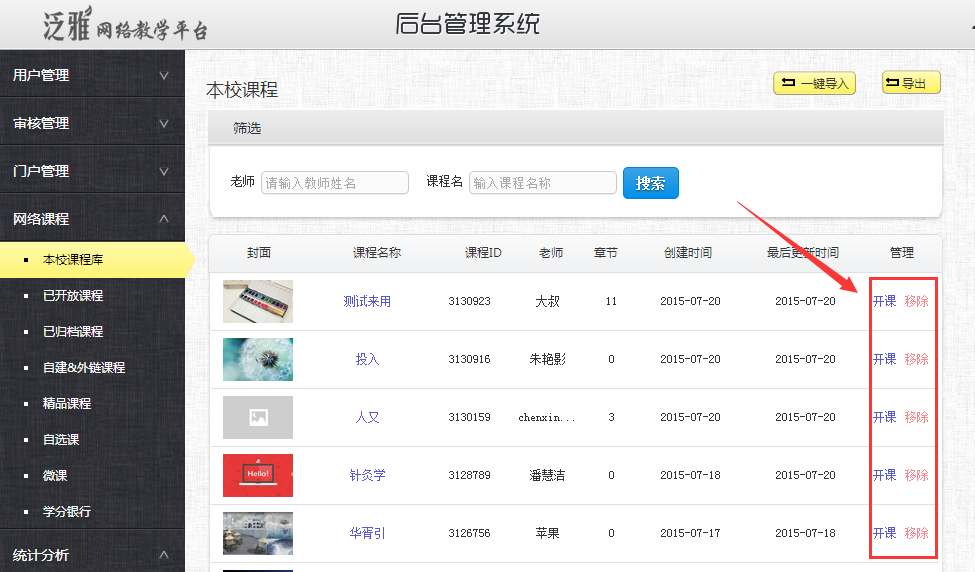 泛雅网络教学平台
后台管理系统
用户管理
审核管理
门户管理
网络课程
本校课程库
已开放课程
已归档课程
自建&外链课程
精品课程
自选课
微课
学分银行
统计分析
本校课程
一键导入
导出
筛选
老师 请输入教师姓名 课程名 输入课程名称 搜索
封面 课程名称 课程ID 老师 章节 创建时间 最后更新时间 管理
测试来用 3130923 大叔 11 2015-07-20 2015-07-20 开课 移除
投入 3130916 朱艳影 0 2015-07-20 2015-07-20 开课 移除
人又 3130159 chenxin... 3 2015-07-20 2015-07-20 开课 移除
Hello! 针灸学 3128789 潘慧洁 0 2015-07-18 2015-07-20 开课 移除
华胥引 3126756 苹果 0 2015-07-17 2015-07-18 开课 移除